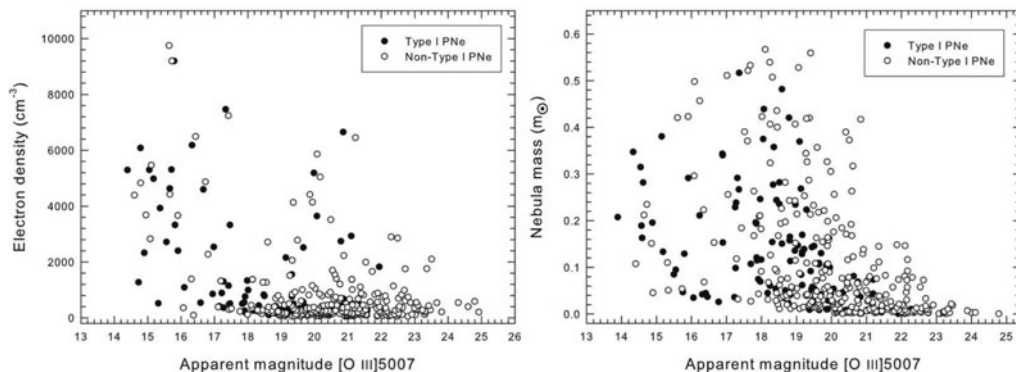 10000
8000
6000
4000
2000
0
Electron density (cm⁻³)
Type I PNe
Non-Type I PNe
13 14 15 16 17 18 19 20 21 22 23 24 25 26
Apparent magnitude [O III]5007
0.6
0.5
0.4
0.3
0.2
0.1
0.0
Nebula mass (m⊙)
Type I PNe
Non-Type I PNe
13 14 15 16 17 18 19 20 21 22 23 24 25
Apparent magnitude [O III]5007